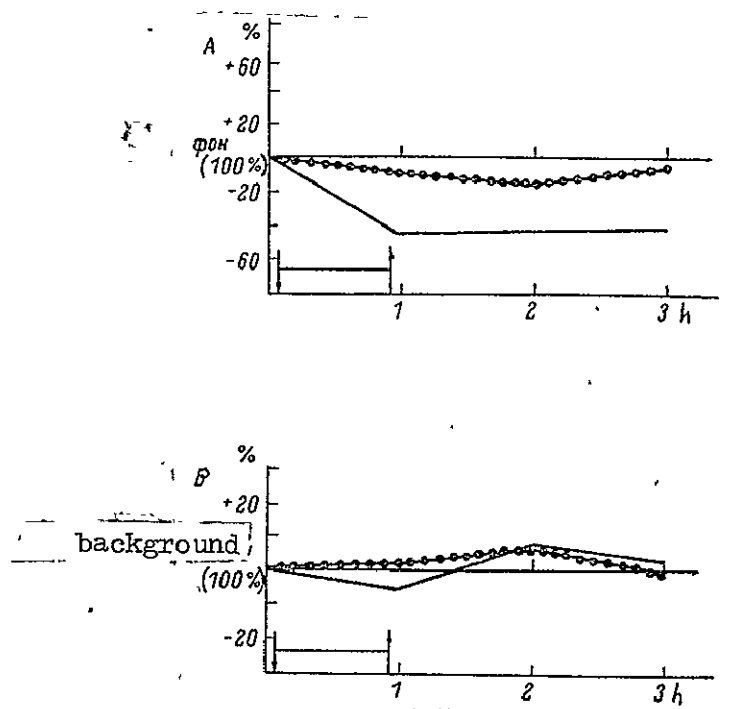 %
A
+60
+20
фон
(100%)
-20
-60
1 2 3 h
%
B
+20
background
(100%)
-20
1 2 3 h